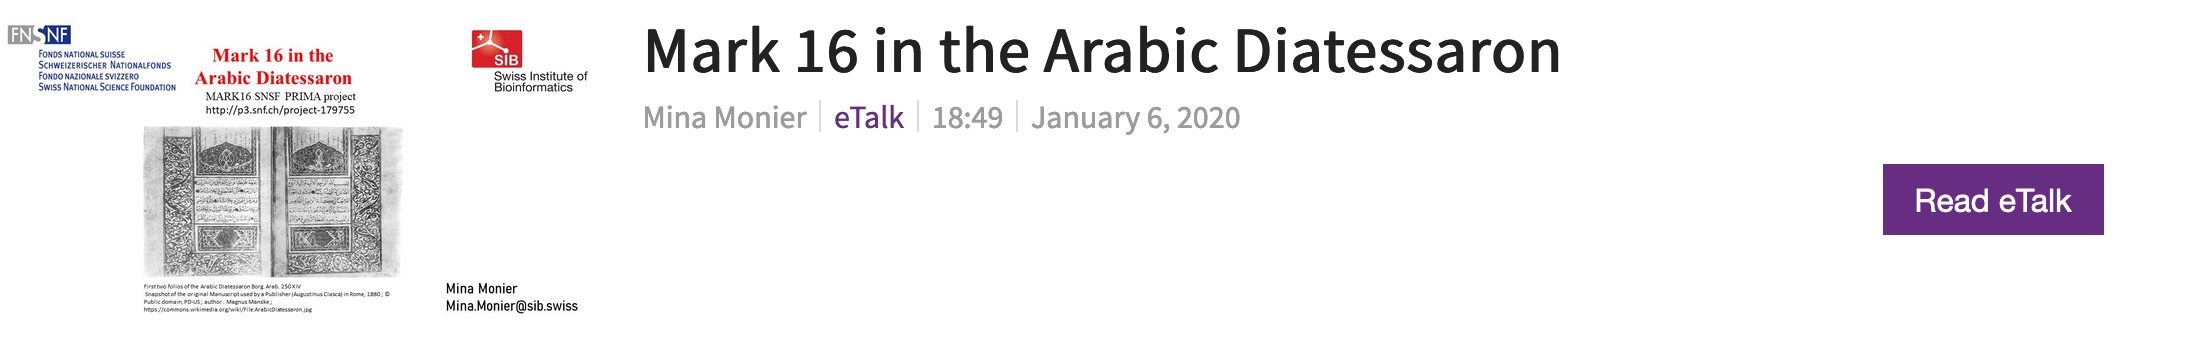 FNSNF
FONDS NATIONAL SUISSE
SCHWEIZERISCHER NATIONALFONDS
FONDO NAZIONALE SVIZZERO
SWISS NATIONAL SCIENCE FOUNDATION
Mark 16 in the
Arabic Diatessaron
MARK16 SNSF PRIMA project
http://p3.snf.ch/project-179755
SIB
Swiss Institute of
Bioinformatics
First two folios of the Arabic Diatessaron Borg. Arab. 250 XIV
Snapshot of the original Manuscript used by a Publisher (Augustinus Ciasca) in Rome, 1880; ©
Public domain, PD-US; author: Magnus Manske;
https://commons.wikimedia.org/wiki/File:ArabicDiatessaron.jpg
Mina Monier
Mina.Monier@sib.swiss
Mark 16 in the Arabic Diatessaron
Mina Monier | eTalk | 18:49 | January 6, 2020
Read eTalk